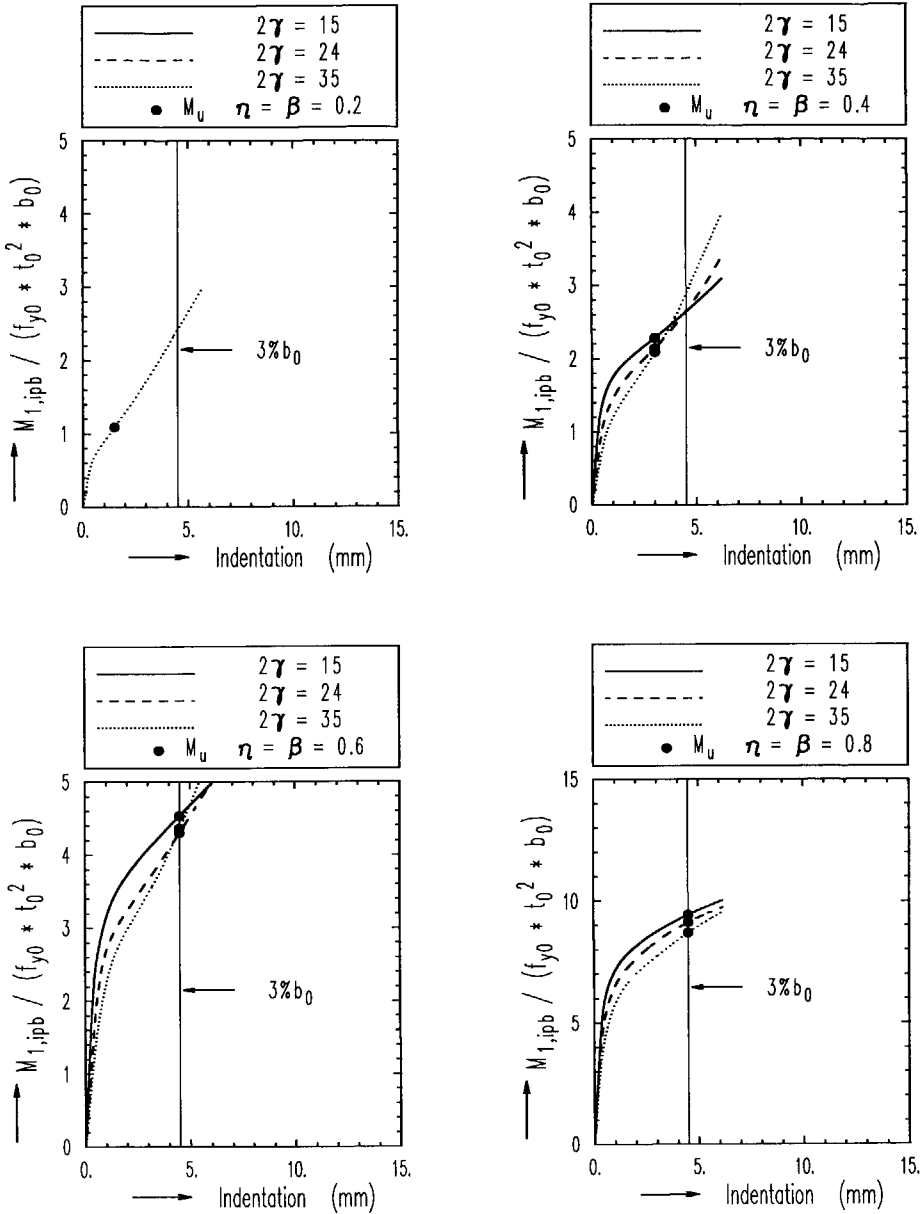 2γ = 15
2γ = 24
2γ = 35
M_u η = β = 0.2
5
4
3
2
1
0
M_1,ipb / (f_y0 * t_0^2 * b_0)
3%b_0
0. 5. 10. 15.
Indentation (mm)
2γ = 15
2γ = 24
2γ = 35
M_u η = β = 0.4
5
4
3
2
1
0
M_1,ipb / (f_y0 * t_0^2 * b_0)
3%b_0
0. 5. 10. 15.
Indentation (mm)
2γ = 15
2γ = 24
2γ = 35
M_u η = β = 0.6
5
4
3
2
1
0
M_1,ipb / (f_y0 * t_0^2 * b_0)
3%b_0
0. 5. 10. 15.
Indentation (mm)
2γ = 15
2γ = 24
2γ = 35
M_u η = β = 0.8
15
10
5
0
M_1,ipb / (f_y0 * t_0^2 * b_0)
3%b_0
0. 5. 10. 15.
Indentation (mm)